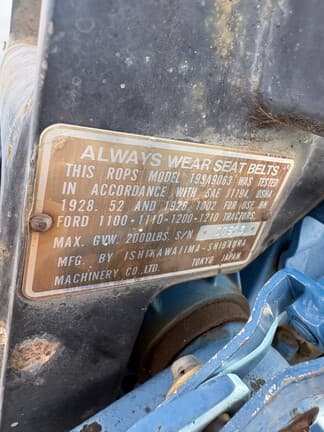 ALWAYS WEAR SEAT BELTS
THIS ROPS MODEL 193A9063 WAS TESTED
IN ACCORDANCE WITH SAE J1194, OSHA
1928. 52 AND 1926. 1002 FOR USE ON
FORD 1100·1110·1200·1210 TRACTORS.
MAX. GVW. 2000LBS. S/N
MFG. BY ISHIKAWAJIMA-SHIBAURA
MACHINERY CO. LTD. TOKYO JAPAN